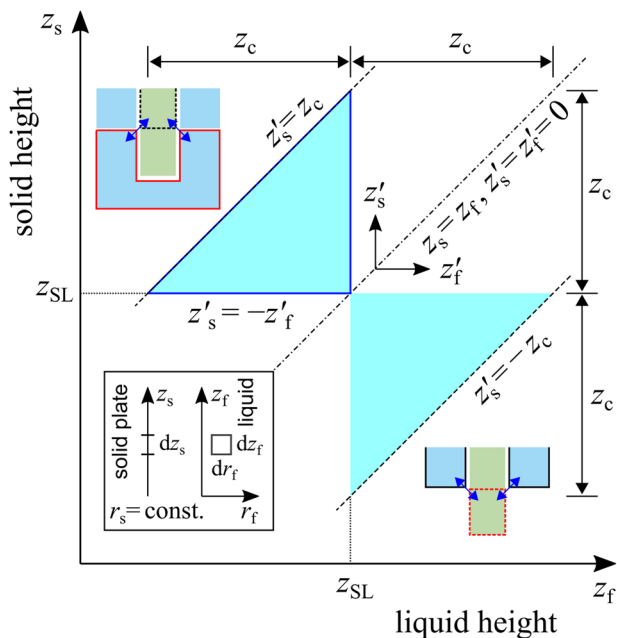 z_s
z_c
z_c
z'_s = z_c
z_s = z_f, z'_s = z'_f = 0
solid height
z'_s
z_c
z'_f
z_SL
z'_s = −z'_f
z'_s = − z_c
z_c
solid plate
z_s
dz_s
z_f
liquid
dz_f
dr_f
r_s = const.
r_f
z_SL
z_f
liquid height